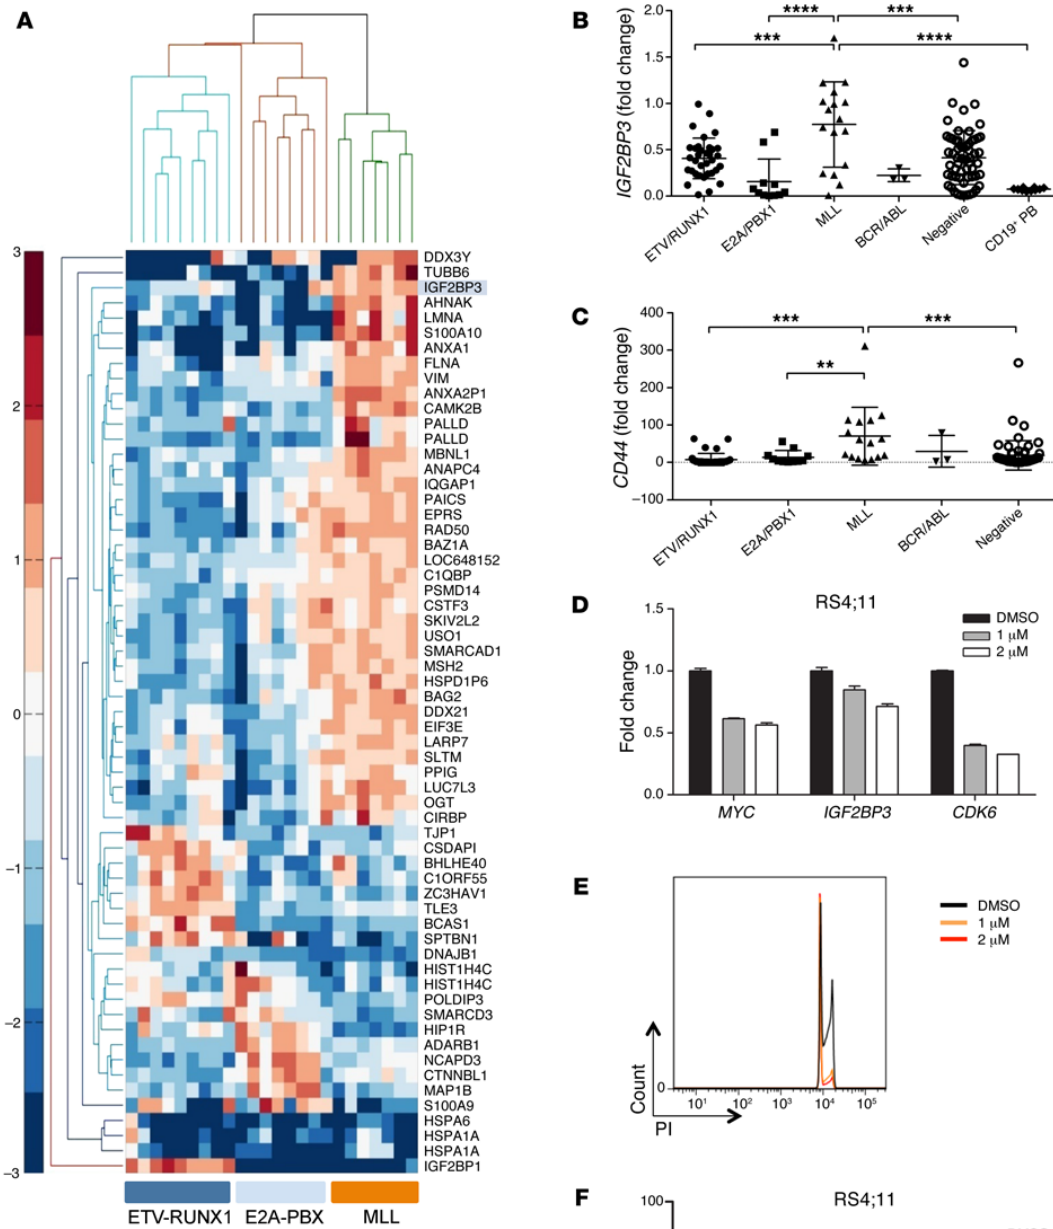 A
3
2
1
0
−1
−2
−3
DDX3Y
TUBB6
IGF2BP3
AHNAK
LMNA
S100A10
ANXA1
FLNA
VIM
ANXA2P1
CAMK2B
PALLD
PALLD
MBNL1
ANAPC4
IQGAP1
PAICS
EPRS
RAD50
BAZ1A
LOC648152
C1QBP
PSMD14
CSTF3
SKIV2L2
USO1
SMARCAD1
MSH2
HSPD1P6
BAG2
DDX21
EIF3E
LARP7
SLTM
PPIG
LUC7L3
OGT
CIRBP
TJP1
CSDAPI
BHLHE40
C1ORF55
ZC3HAV1
TLE3
BCAS1
SPTBN1
DNAJB1
HIST1H4C
HIST1H4C
POLDIP3
SMARCD3
HIP1R
ADARB1
NCAPD3
CTNNBL1
MAP1B
S100A9
HSPA6
HSPA1A
HSPA1A
IGF2BP1
ETV-RUNX1 E2A-PBX MLL
B
IGF2BP3 (fold change)
2.0
1.5
1.0
0.5
0.0
**** ***
*** ****
ETV/RUNX1 E2A/PBX1 MLL BCR/ABL Negative CD19+ PB
C
CD44 (fold change)
400
300
200
100
0
−100
*** ***
**
ETV/RUNX1 E2A/PBX1 MLL BCR/ABL Negative
D
RS4;11
Fold change
1.5
1.0
0.5
0.0
DMSO
1 μM
2 μM
MYC IGF2BP3 CDK6
E
DMSO
1 μM
2 μM
Count
0
10¹ 10² 10³ 10⁴ 10⁵
PI
F
RS4;11
100